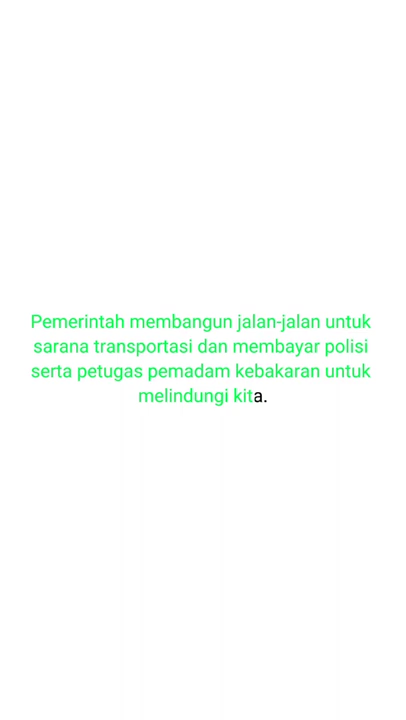 Pemerintah membangun jalan-jalan untuk
sarana transportasi dan membayar polisi
serta petugas pemadam kebakaran untuk
melindungi kita.